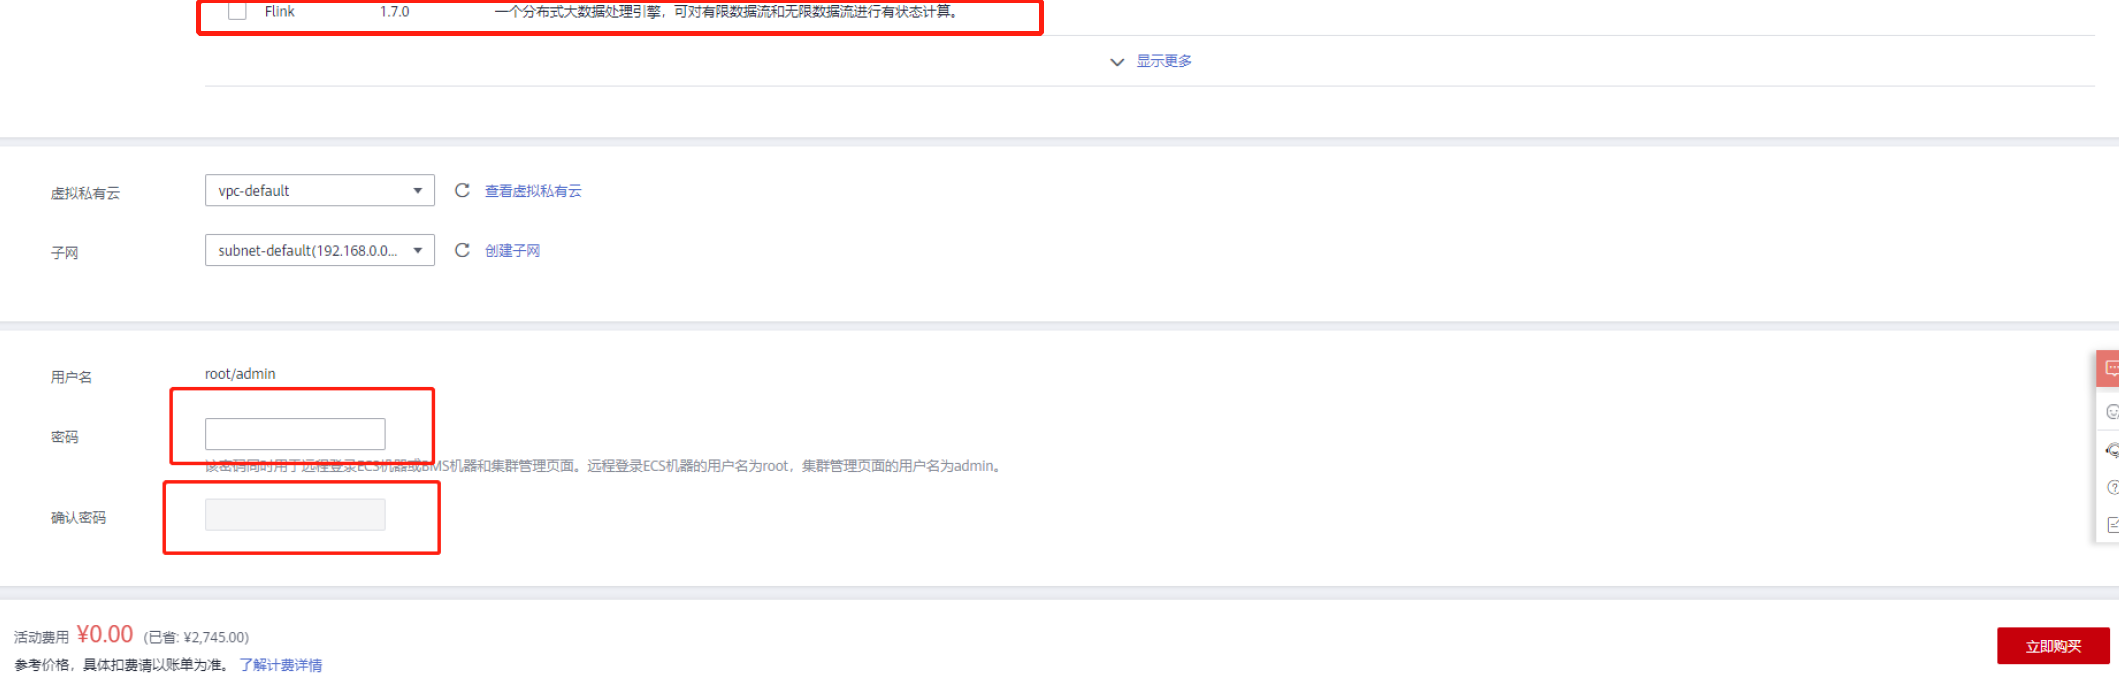 Flink 1.7.0 一个分布式大数据处理引擎，可对有限数据流和无限数据流进行有状态计算。
显示更多
虚拟私有云 vpc-default 查看虚拟私有云
子网 subnet-default(192.168.0.0... 创建子网
用户名 root/admin
密码
该密码同时用于远程登录ECS机器或BMS机器和集群管理页面。远程登录ECS机器的用户名为root，集群管理页面的用户名为admin。
确认密码
活动费用 ¥0.00 (已省: ¥2,745.00)
参考价格，具体扣费请以账单为准。 了解计费详情
立即购买